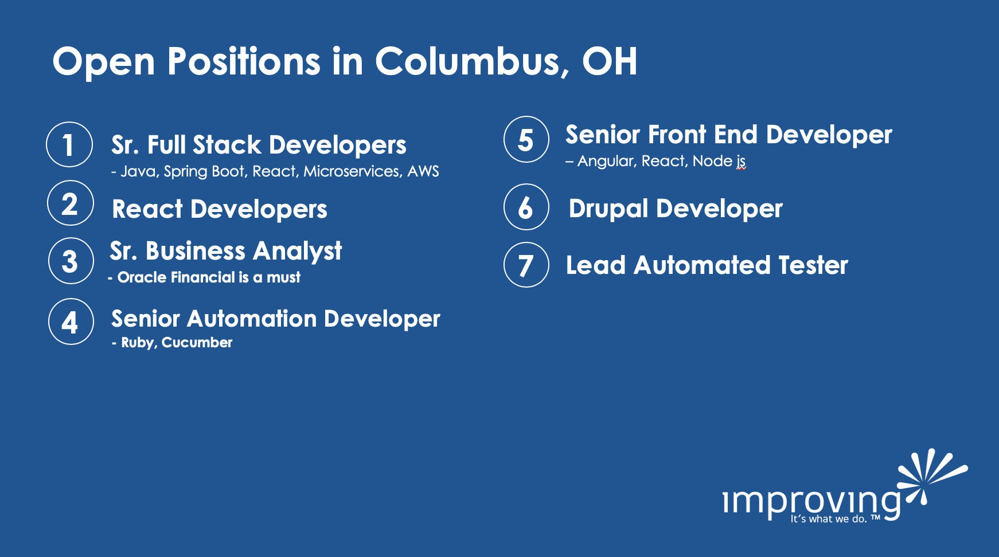 Open Positions in Columbus, OH
1
Sr. Full Stack Developers
- Java, Spring Boot, React, Microservices, AWS
2
React Developers
3
Sr. Business Analyst
- Oracle Financial is a must
4
Senior Automation Developer
- Ruby, Cucumber
5
Senior Front End Developer
– Angular, React, Node js
6
Drupal Developer
7
Lead Automated Tester
improving
It's what we do. ™